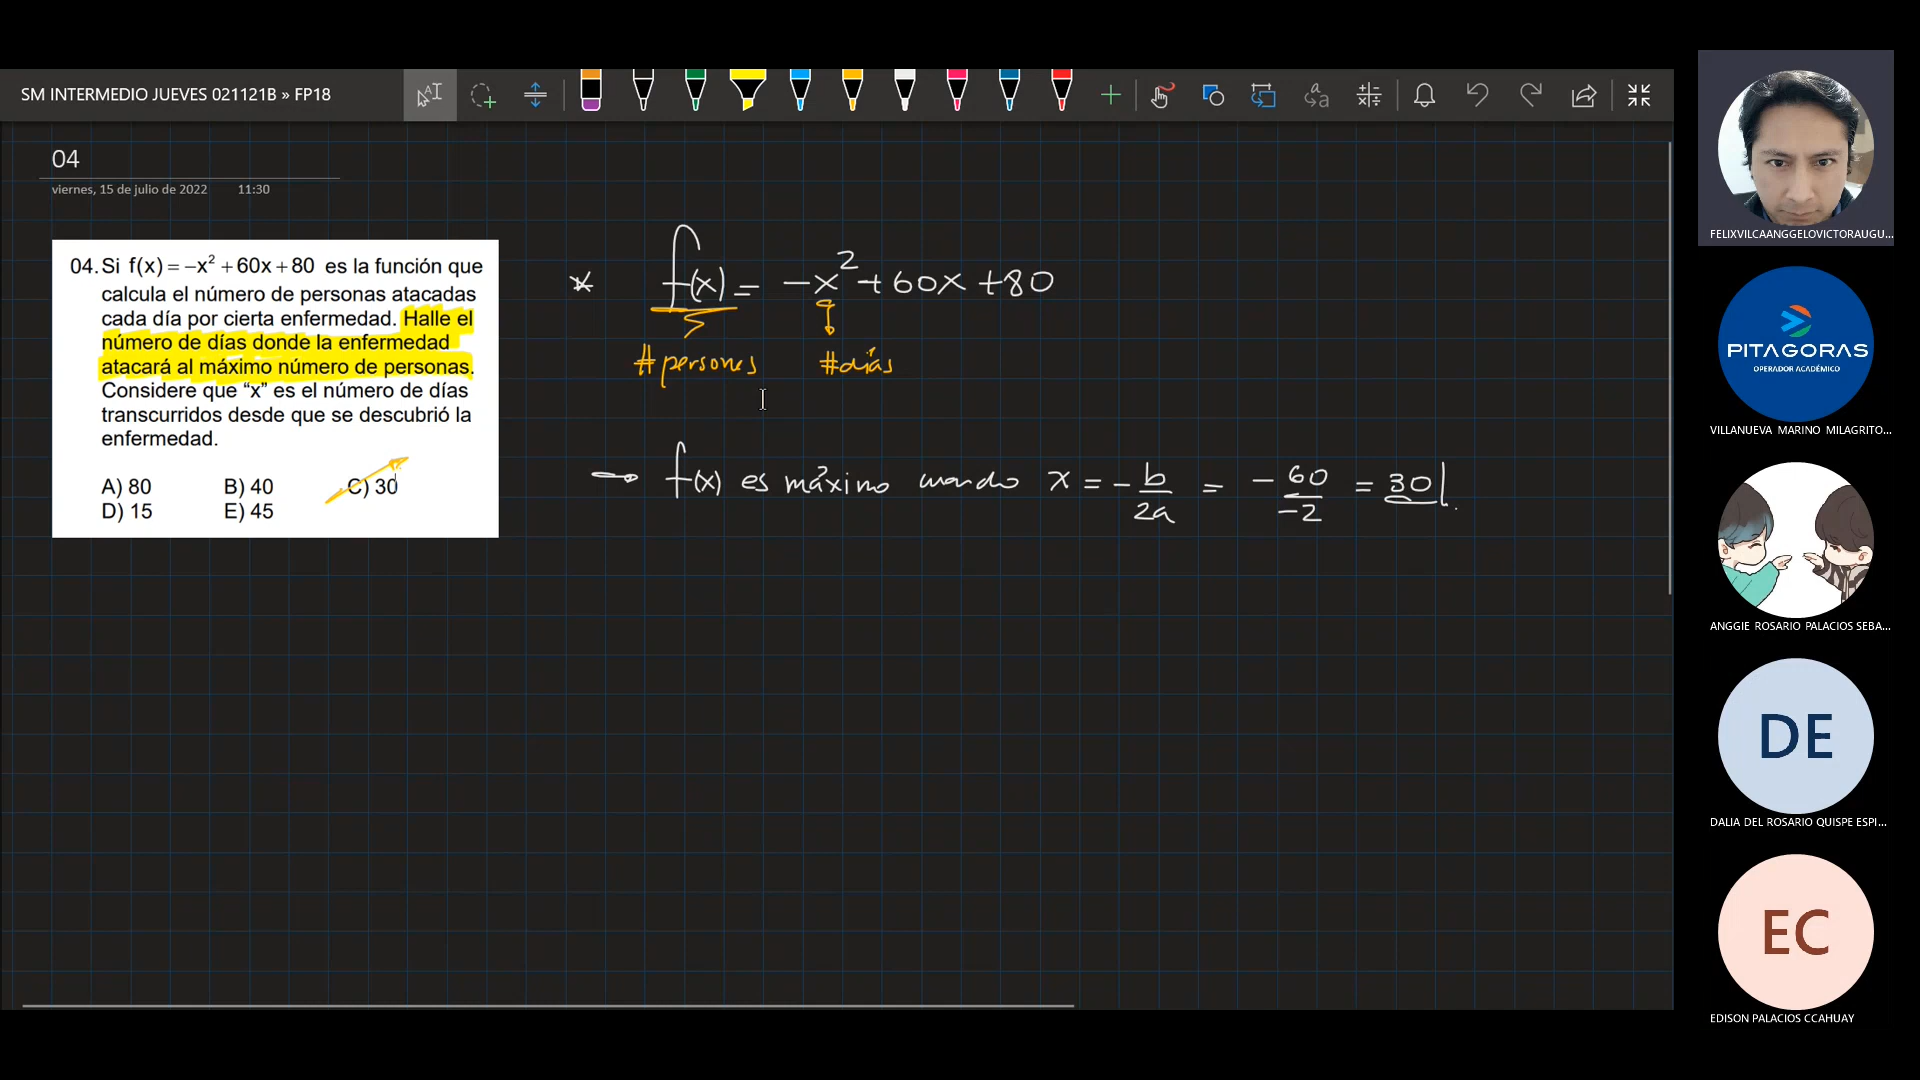 SM INTERMEDIO JUEVES 021121B » FP18
04
viernes, 15 de julio de 2022 11:30
04. Si f(x) = −x² + 60x + 80 es la función que
calcula el número de personas atacadas
cada día por cierta enfermedad. Halle el
número de días donde la enfermedad
atacará al máximo número de personas.
Considere que “x” es el número de días
transcurridos desde que se descubrió la
enfermedad.
A) 80 B) 40 C) 30
D) 15 E) 45
* f(x) = −x² + 60x + 80
#persones #días
→ f(x) es máximo cuando x = −b/2a = −60/−2 = 30
FELIXVILCAANGGELOVICTORAUGU...
PITAGORAS
OPERADOR ACADÉMICO
VILLANUEVA MARINO MILAGRITO...
ANGGIE ROSARIO PALACIOS SEBA...
DE
DALIA DEL ROSARIO QUISPE ESPI...
EC
EDISON PALACIOS CCAHUAY